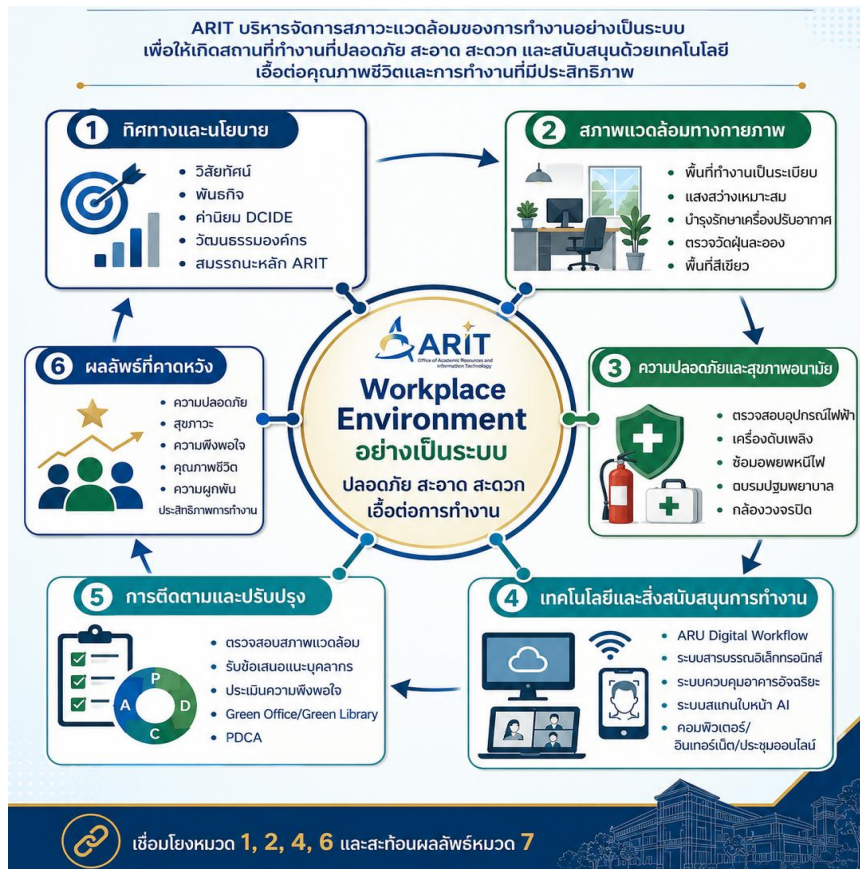 ARIT บริหารจัดการสภาวะแวดล้อมของการทำงานอย่างเป็นระบบ
เพื่อให้เกิดสถานที่ทำงานที่ปลอดภัย สะอาด สะดวก และสนับสนุนด้วยเทคโนโลยี
เอื้อต่อคุณภาพชีวิตและการทำงานที่มีประสิทธิภาพ
1 ทิศทางและนโยบาย
• วิสัยทัศน์
• พันธกิจ
• ค่านิยม DCIDE
• วัฒนธรรมองค์กร
• สมรรถนะหลัก ARIT
2 สภาพแวดล้อมทางกายภาพ
• พื้นที่ทำงานเป็นระเบียบ
• แสงสว่างเหมาะสม
• บำรุงรักษาเครื่องปรับอากาศ
• ตรวจวัดฝุ่นละออง
• พื้นที่สีเขียว
ARIT
Office of Academic Resources and
Information Technology
Workplace
Environment
อย่างเป็นระบบ
ปลอดภัย สะอาด สะดวก
เอื้อต่อการทำงาน
3 ความปลอดภัยและสุขภาพอนามัย
• ตรวจสอบอุปกรณ์ไฟฟ้า
• เครื่องดับเพลิง
• ซ้อมอพยพหนีไฟ
• อบรมปฐมพยาบาล
• กล้องวงจรปิด
4 เทคโนโลยีและสิ่งสนับสนุนการทำงาน
• ARU Digital Workflow
• ระบบสารบรรณอิเล็กทรอนิกส์
• ระบบควบคุมอาคารอัจฉริยะ
• ระบบสแกนใบหน้า AI
• คอมพิวเตอร์/
อินเทอร์เน็ต/ประชุมออนไลน์
5 การติดตามและปรับปรุง
P
A D
C
• ตรวจสอบสภาพแวดล้อม
• รับข้อเสนอแนะบุคลากร
• ประเมินความพึงพอใจ
• Green Office/Green Library
• PDCA
6 ผลลัพธ์ที่คาดหวัง
• ความปลอดภัย
• สุขภาวะ
• ความพึงพอใจ
• คุณภาพชีวิต
• ความผูกพัน
ประสิทธิภาพการทำงาน
เชื่อมโยงหมวด 1, 2, 4, 6 และสะท้อนผลลัพธ์หมวด 7